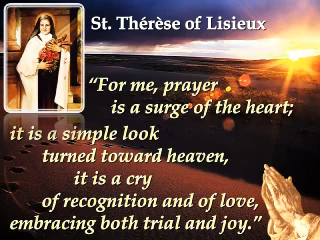 St. Thérèse of Lisieux
“For me, prayer
is a surge of the heart;
it is a simple look
turned toward heaven,
it is a cry
of recognition and of love,
embracing both trial and joy.”